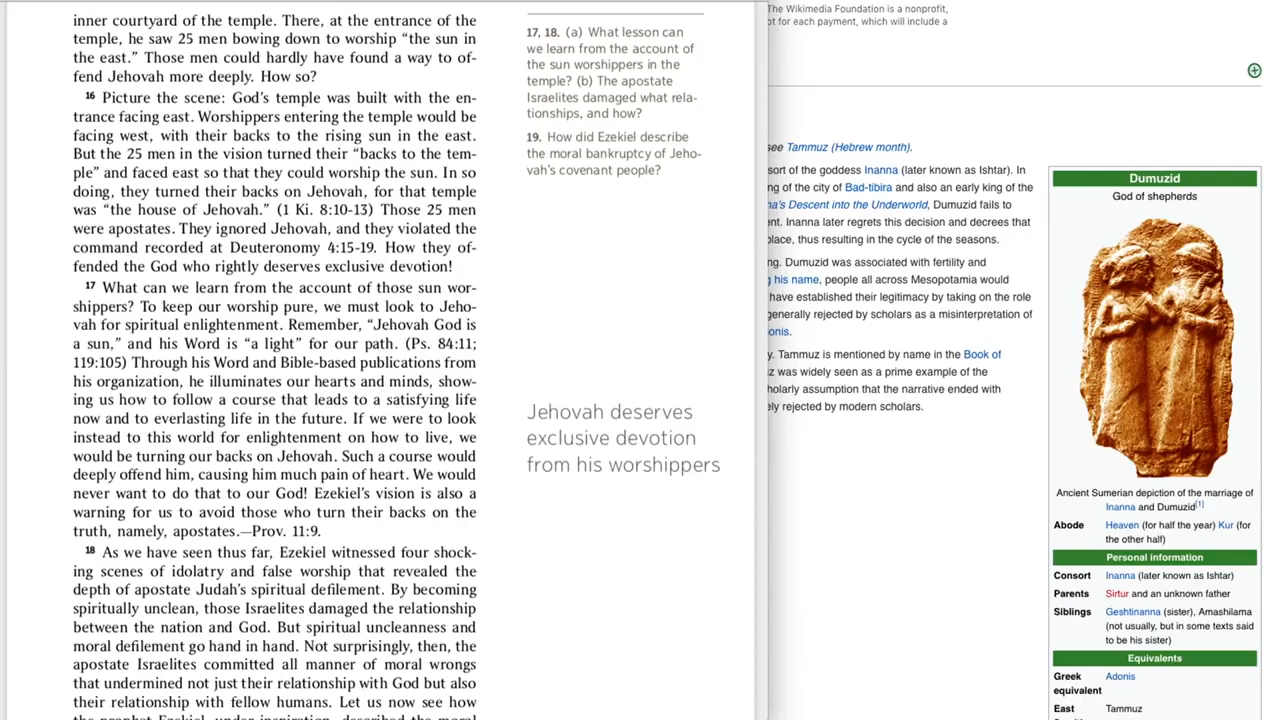 inner courtyard of the temple. There, at the entrance of the
temple, he saw 25 men bowing down to worship “the sun in
the east.” Those men could hardly have found a way to of-
fend Jehovah more deeply. How so?
16 Picture the scene: God’s temple was built with the en-
trance facing east. Worshippers entering the temple would be
facing west, with their backs to the rising sun in the east.
But the 25 men in the vision turned their “backs to the tem-
ple” and faced east so that they could worship the sun. In so
doing, they turned their backs on Jehovah, for that temple
was “the house of Jehovah.” (1 Ki. 8:10-13) Those 25 men
were apostates. They ignored Jehovah, and they violated the
command recorded at Deuteronomy 4:15-19. How they of-
fended the God who rightly deserves exclusive devotion!
17 What can we learn from the account of those sun wor-
shippers? To keep our worship pure, we must look to Jeho-
vah for spiritual enlightenment. Remember, “Jehovah God is
a sun,” and his Word is “a light” for our path. (Ps. 84:11;
119:105) Through his Word and Bible-based publications from
his organization, he illuminates our hearts and minds, show-
ing us how to follow a course that leads to a satisfying life
now and to everlasting life in the future. If we were to look
instead to this world for enlightenment on how to live, we
would be turning our backs on Jehovah. Such a course would
deeply offend him, causing him much pain of heart. We would
never want to do that to our God! Ezekiel’s vision is also a
warning for us to avoid those who turn their backs on the
truth, namely, apostates.—Prov. 11:9.
18 As we have seen thus far, Ezekiel witnessed four shock-
ing scenes of idolatry and false worship that revealed the
depth of apostate Judah’s spiritual defilement. By becoming
spiritually unclean, those Israelites damaged the relationship
between the nation and God. But spiritual uncleanness and
moral defilement go hand in hand. Not surprisingly, then, the
apostate Israelites committed all manner of moral wrongs
that undermined not just their relationship with God but also
their relationship with fellow humans. Let us now see how
the prophet Ezekiel, under inspiration, described the moral
17, 18. (a) What lesson can
we learn from the account of
the sun worshippers in the
temple? (b) The apostate
Israelites damaged what rela-
tionships, and how?
19. How did Ezekiel describe
the moral bankruptcy of Jeho-
vah’s covenant people?
Jehovah deserves
exclusive devotion
from his worshippers
The Wikimedia Foundation is a nonprofit,
ot for each payment, which will include a
see Tammuz (Hebrew month).
sort of the goddess Inanna (later known as Ishtar). In
ng of the city of Bad-tibira and also an early king of the
na's Descent into the Underworld, Dumuzid fails to
ent. Inanna later regrets this decision and decrees that
place, thus resulting in the cycle of the seasons.
ng. Dumuzid was associated with fertility and
g his name, people all across Mesopotamia would
have established their legitimacy by taking on the role
generally rejected by scholars as a misinterpretation of
onis.
y. Tammuz is mentioned by name in the Book of
uz was widely seen as a prime example of the
holarly assumption that the narrative ended with
ely rejected by modern scholars.
Dumuzid
God of shepherds
Ancient Sumerian depiction of the marriage of
Inanna and Dumuzid[1]
Abode Heaven (for half the year) Kur (for
the other half)
Personal information
Consort Inanna (later known as Ishtar)
Parents Sirtur and an unknown father
Siblings Geshtinanna (sister), Amashilama
(not usually, but in some texts said
to be his sister)
Equivalents
Greek Adonis
equivalent
East Tammuz